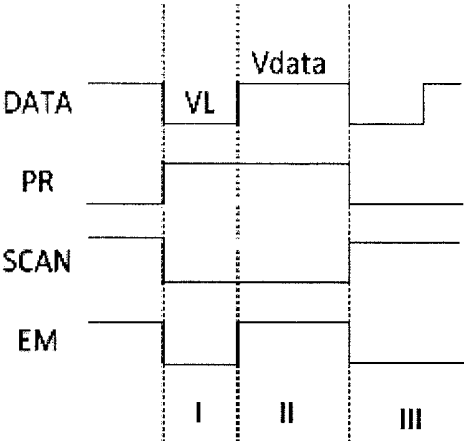 Vdata
DATA VL
PR
SCAN
EM
I II III